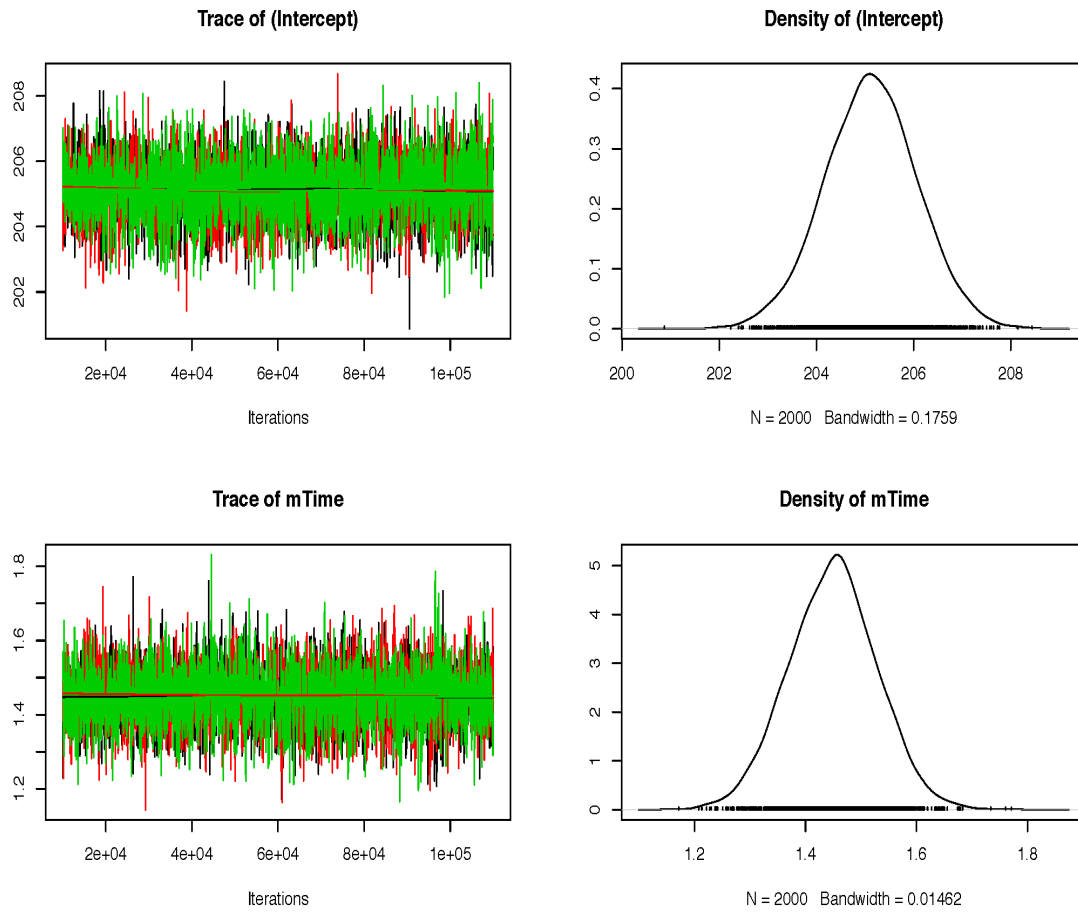 Trace of (Intercept)
208
206
204
202
2e+04 4e+04 6e+04 8e+04 1e+05
Iterations
Density of (Intercept)
0.4
0.3
0.2
0.1
0.0
200 202 204 206 208
N = 2000 Bandwidth = 0.1759
Trace of mTime
1.8
1.6
1.4
1.2
2e+04 4e+04 6e+04 8e+04 1e+05
Iterations
Density of mTime
5
4
3
2
1
0
1.2 1.4 1.6 1.8
N = 2000 Bandwidth = 0.01462